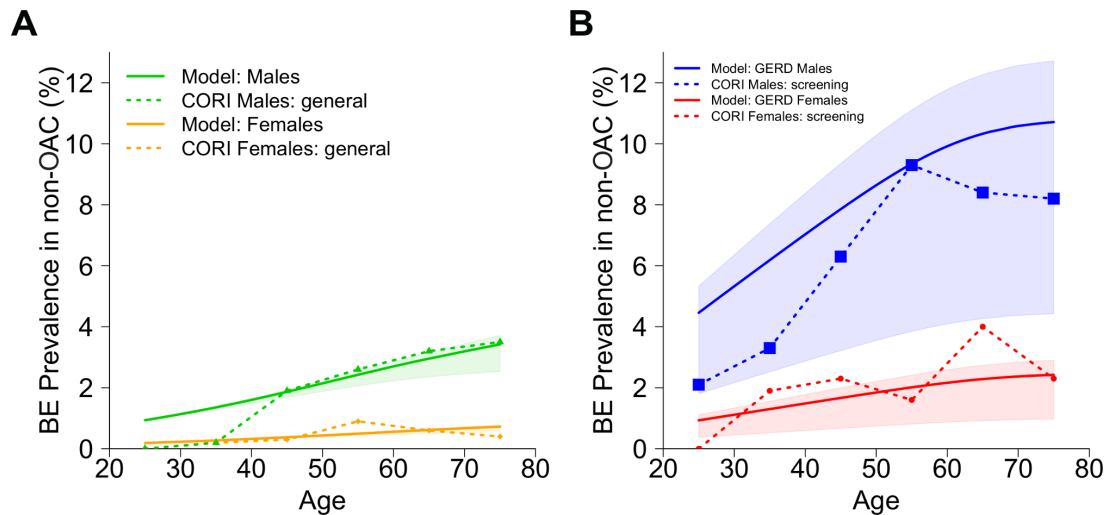 A
BE Prevalence in non-OAC (%)
12
10
8
6
4
2
0
Model: Males
CORI Males: general
Model: Females
CORI Females: general
20 30 40 50 60 70 80
Age
B
BE Prevalence in non-OAC (%)
12
10
8
6
4
2
0
Model: GERD Males
CORI Males: screening
Model: GERD Females
CORI Females: screening
20 30 40 50 60 70 80
Age